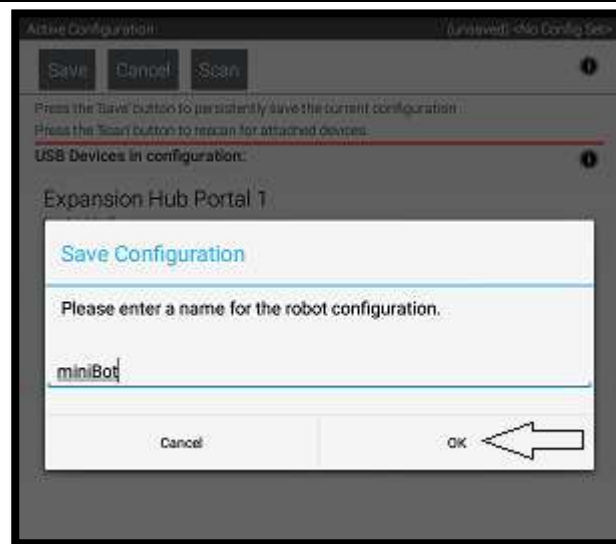 Active Configuration: (unsaved) <No Config Set>
Save Cancel Scan
Press the 'Save' button to persistently save the current configuration
Press the 'Scan' button to rescan for attached devices.
USB Devices in configuration:
Expansion Hub Portal 1
Save Configuration
Please enter a name for the robot configuration.
miniBot
Cancel OK